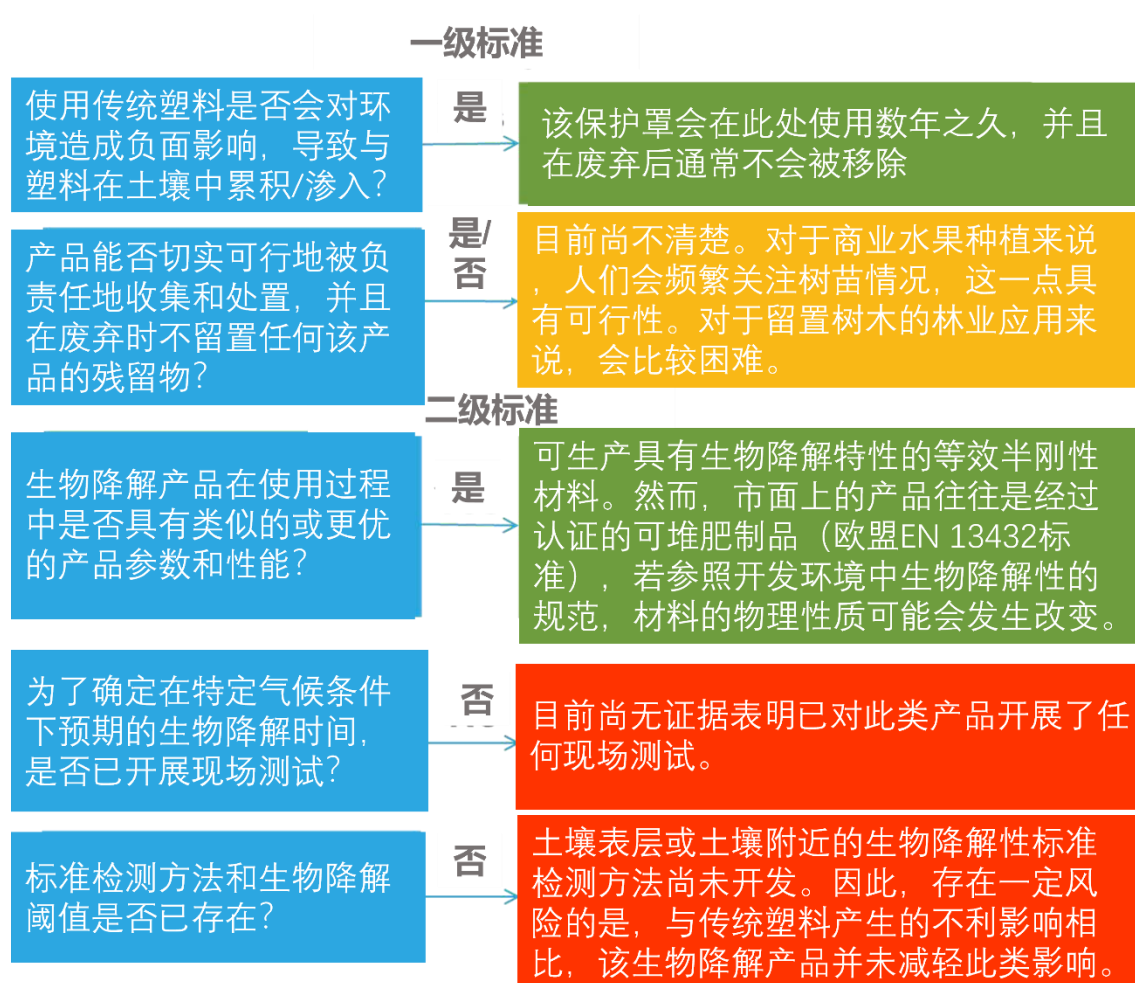 一级标准
使用传统塑料是否会对环
境造成负面影响，导致与
塑料在土壤中累积/渗入？
是
该保护罩会在此处使用数年之久，并且
在废弃后通常不会被移除
产品能否切实可行地被负
责任地收集和处置，并且
在废弃时不留置任何该产
品的残留物？
是/
否
目前尚不清楚。对于商业水果种植来说
，人们会频繁关注树苗情况，这一点具
有可行性。对于留置树木的林业应用来
说，会比较困难。
二级标准
生物降解产品在使用过程
中是否具有类似的或更优
的产品参数和性能？
是
可生产具有生物降解特性的等效半刚性
材料。然而，市面上的产品往往是经过
认证的可堆肥制品（欧盟EN 13432标
准），若参照开发环境中生物降解性的
规范，材料的物理性质可能会发生改变。
为了确定在特定气候条件
下预期的生物降解时间，
是否已开展现场测试？
否
目前尚无证据表明已对此类产品开展了任
何现场测试。
标准检测方法和生物降解
阈值是否已存在？
否
土壤表层或土壤附近的生物降解性标准
检测方法尚未开发。因此，存在一定风
险的是，与传统塑料产生的不利影响相
比，该生物降解产品并未减轻此类影响。